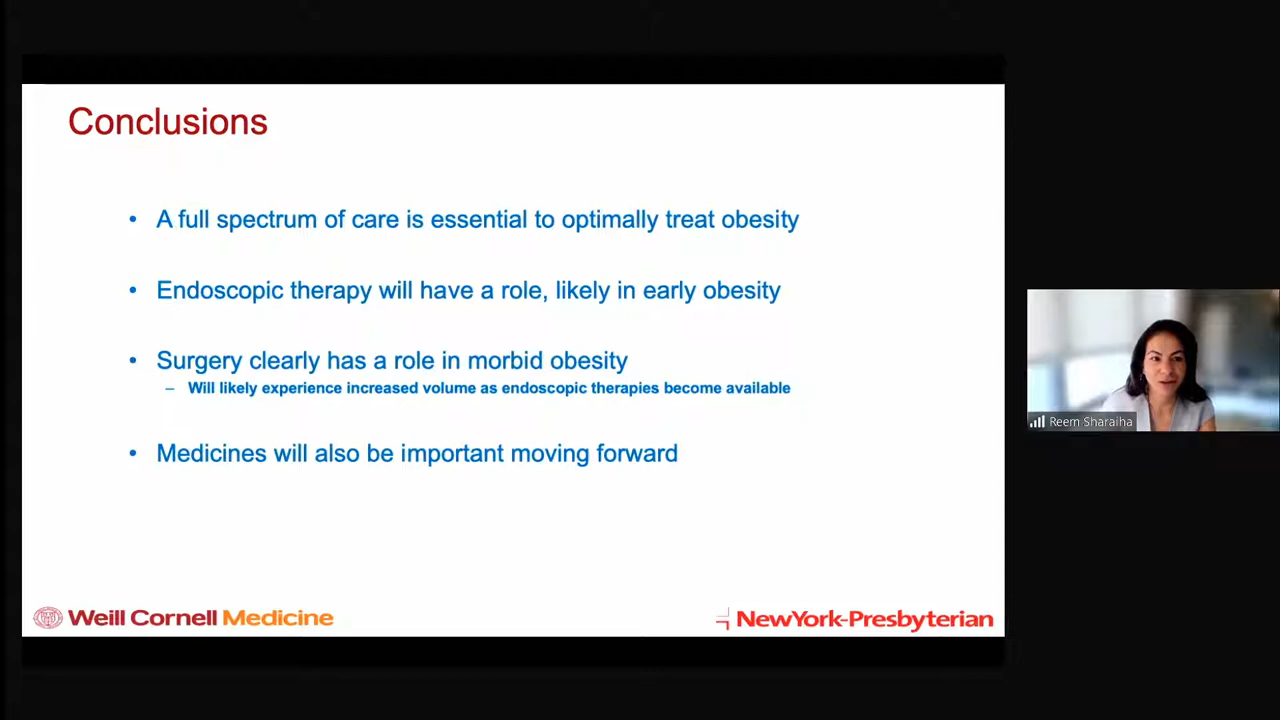 Conclusions
• A full spectrum of care is essential to optimally treat obesity
• Endoscopic therapy will have a role, likely in early obesity
• Surgery clearly has a role in morbid obesity
– Will likely experience increased volume as endoscopic therapies become available
• Medicines will also be important moving forward
Weill Cornell Medicine
NewYork-Presbyterian
Reem Sharaiha